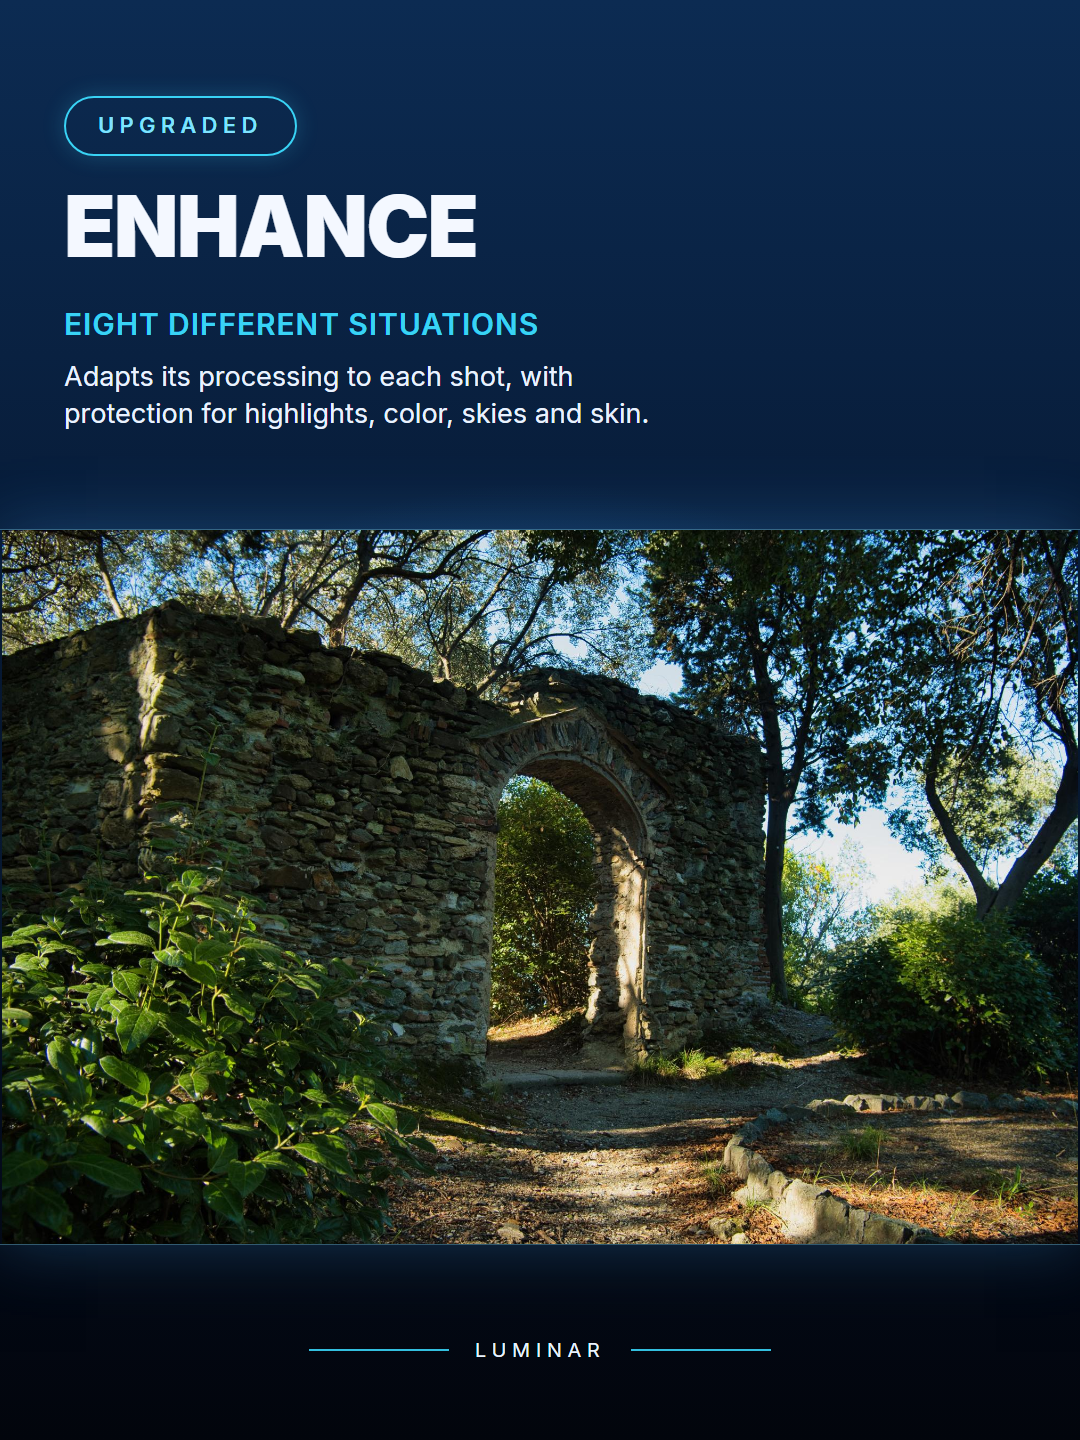 UPGRADED
ENHANCE
EIGHT DIFFERENT SITUATIONS
Adapts its processing to each shot, with
protection for highlights, color, skies and skin.
LUMINAR